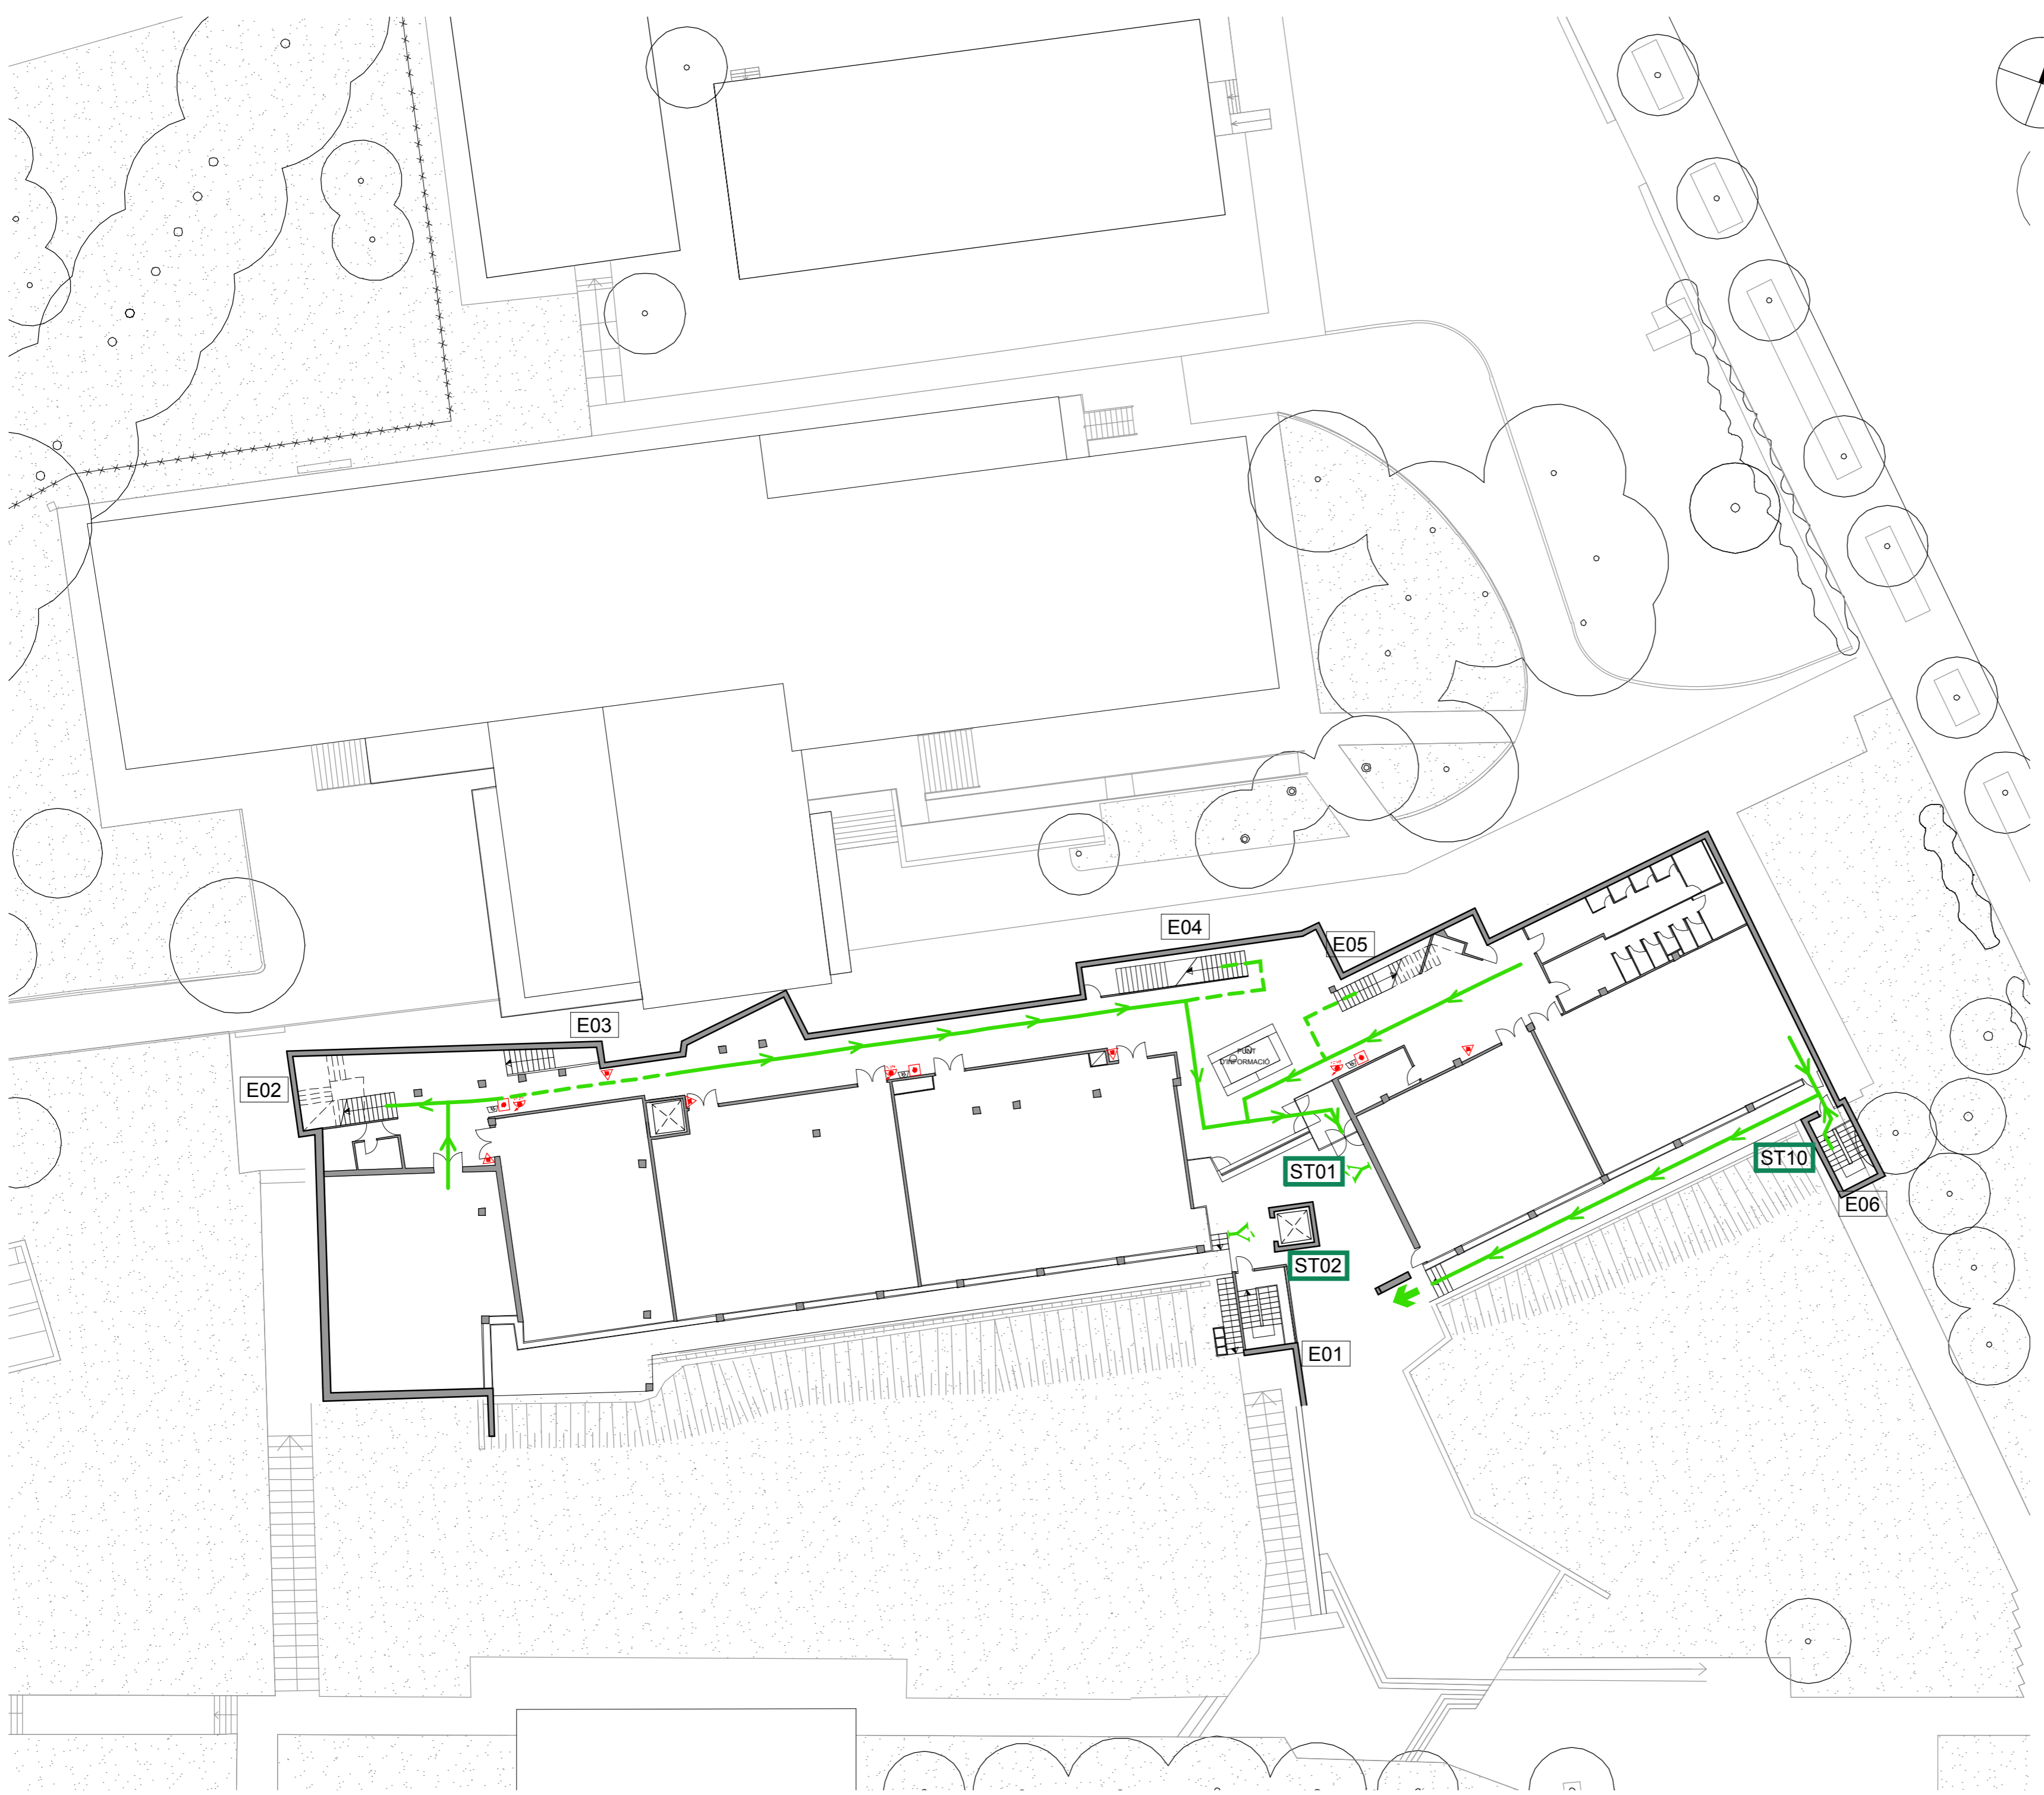 E04
E05
E03
PUNT
D'INFORMACIÓ
E02
ST01
ST10
E06
ST02
E01